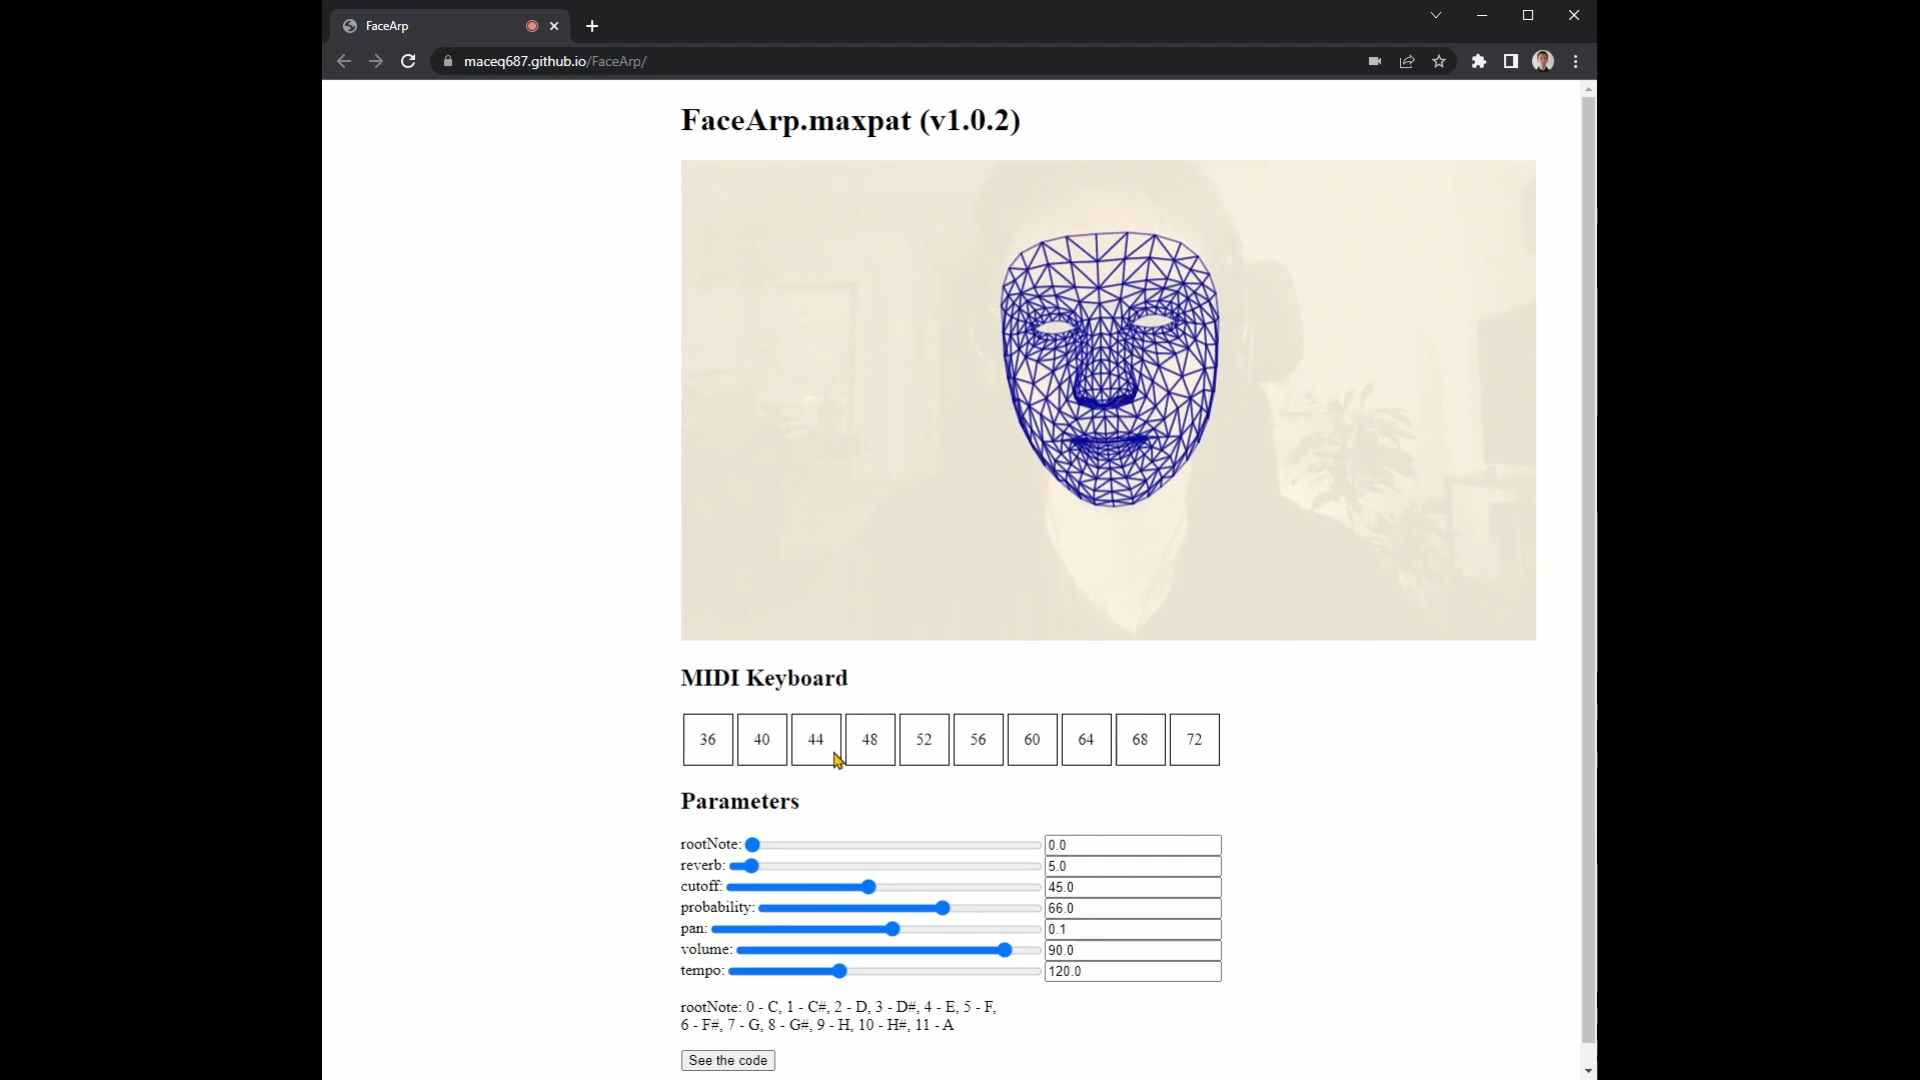 FaceArp
maceq687.github.io/FaceArp/
FaceArp.maxpat (v1.0.2)
MIDI Keyboard
36 40 44 48 52 56 60 64 68 72
Parameters
rootNote: 0.0
reverb: 5.0
cutoff: 45.0
probability: 66.0
pan: 0.1
volume: 90.0
tempo: 120.0
rootNote: 0 - C, 1 - C#, 2 - D, 3 - D#, 4 - E, 5 - F,
6 - F#, 7 - G, 8 - G#, 9 - H, 10 - H#, 11 - A
See the code